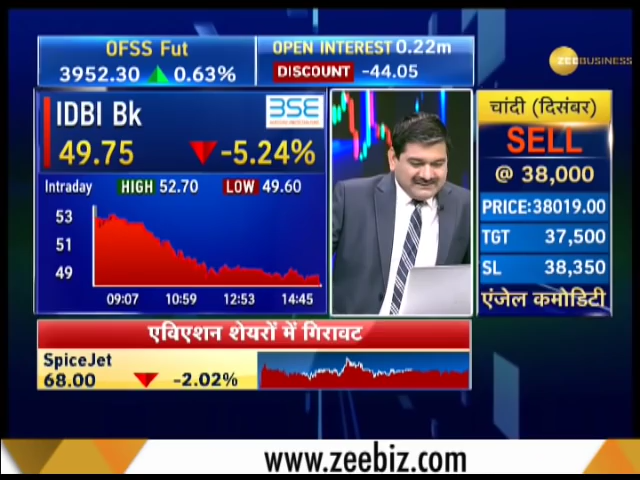 OFSS Fut
3952.30 0.63%
OPEN INTEREST 0.22m
DISCOUNT -44.05
ZEEBUSINESS
IDBI Bk
BSE
49.75 -5.24%
Intraday HIGH 52.70 LOW 49.60
53
51
49
09:07 10:59 12:53 14:45
चांदी (दिसंबर)
SELL
@ 38,000
PRICE:38019.00
TGT 37,500
SL 38,350
एंजेल कमोडिटी
एविएशन शेयरों में गिरावट
SpiceJet
68.00 -2.02%
www.zeebiz.com